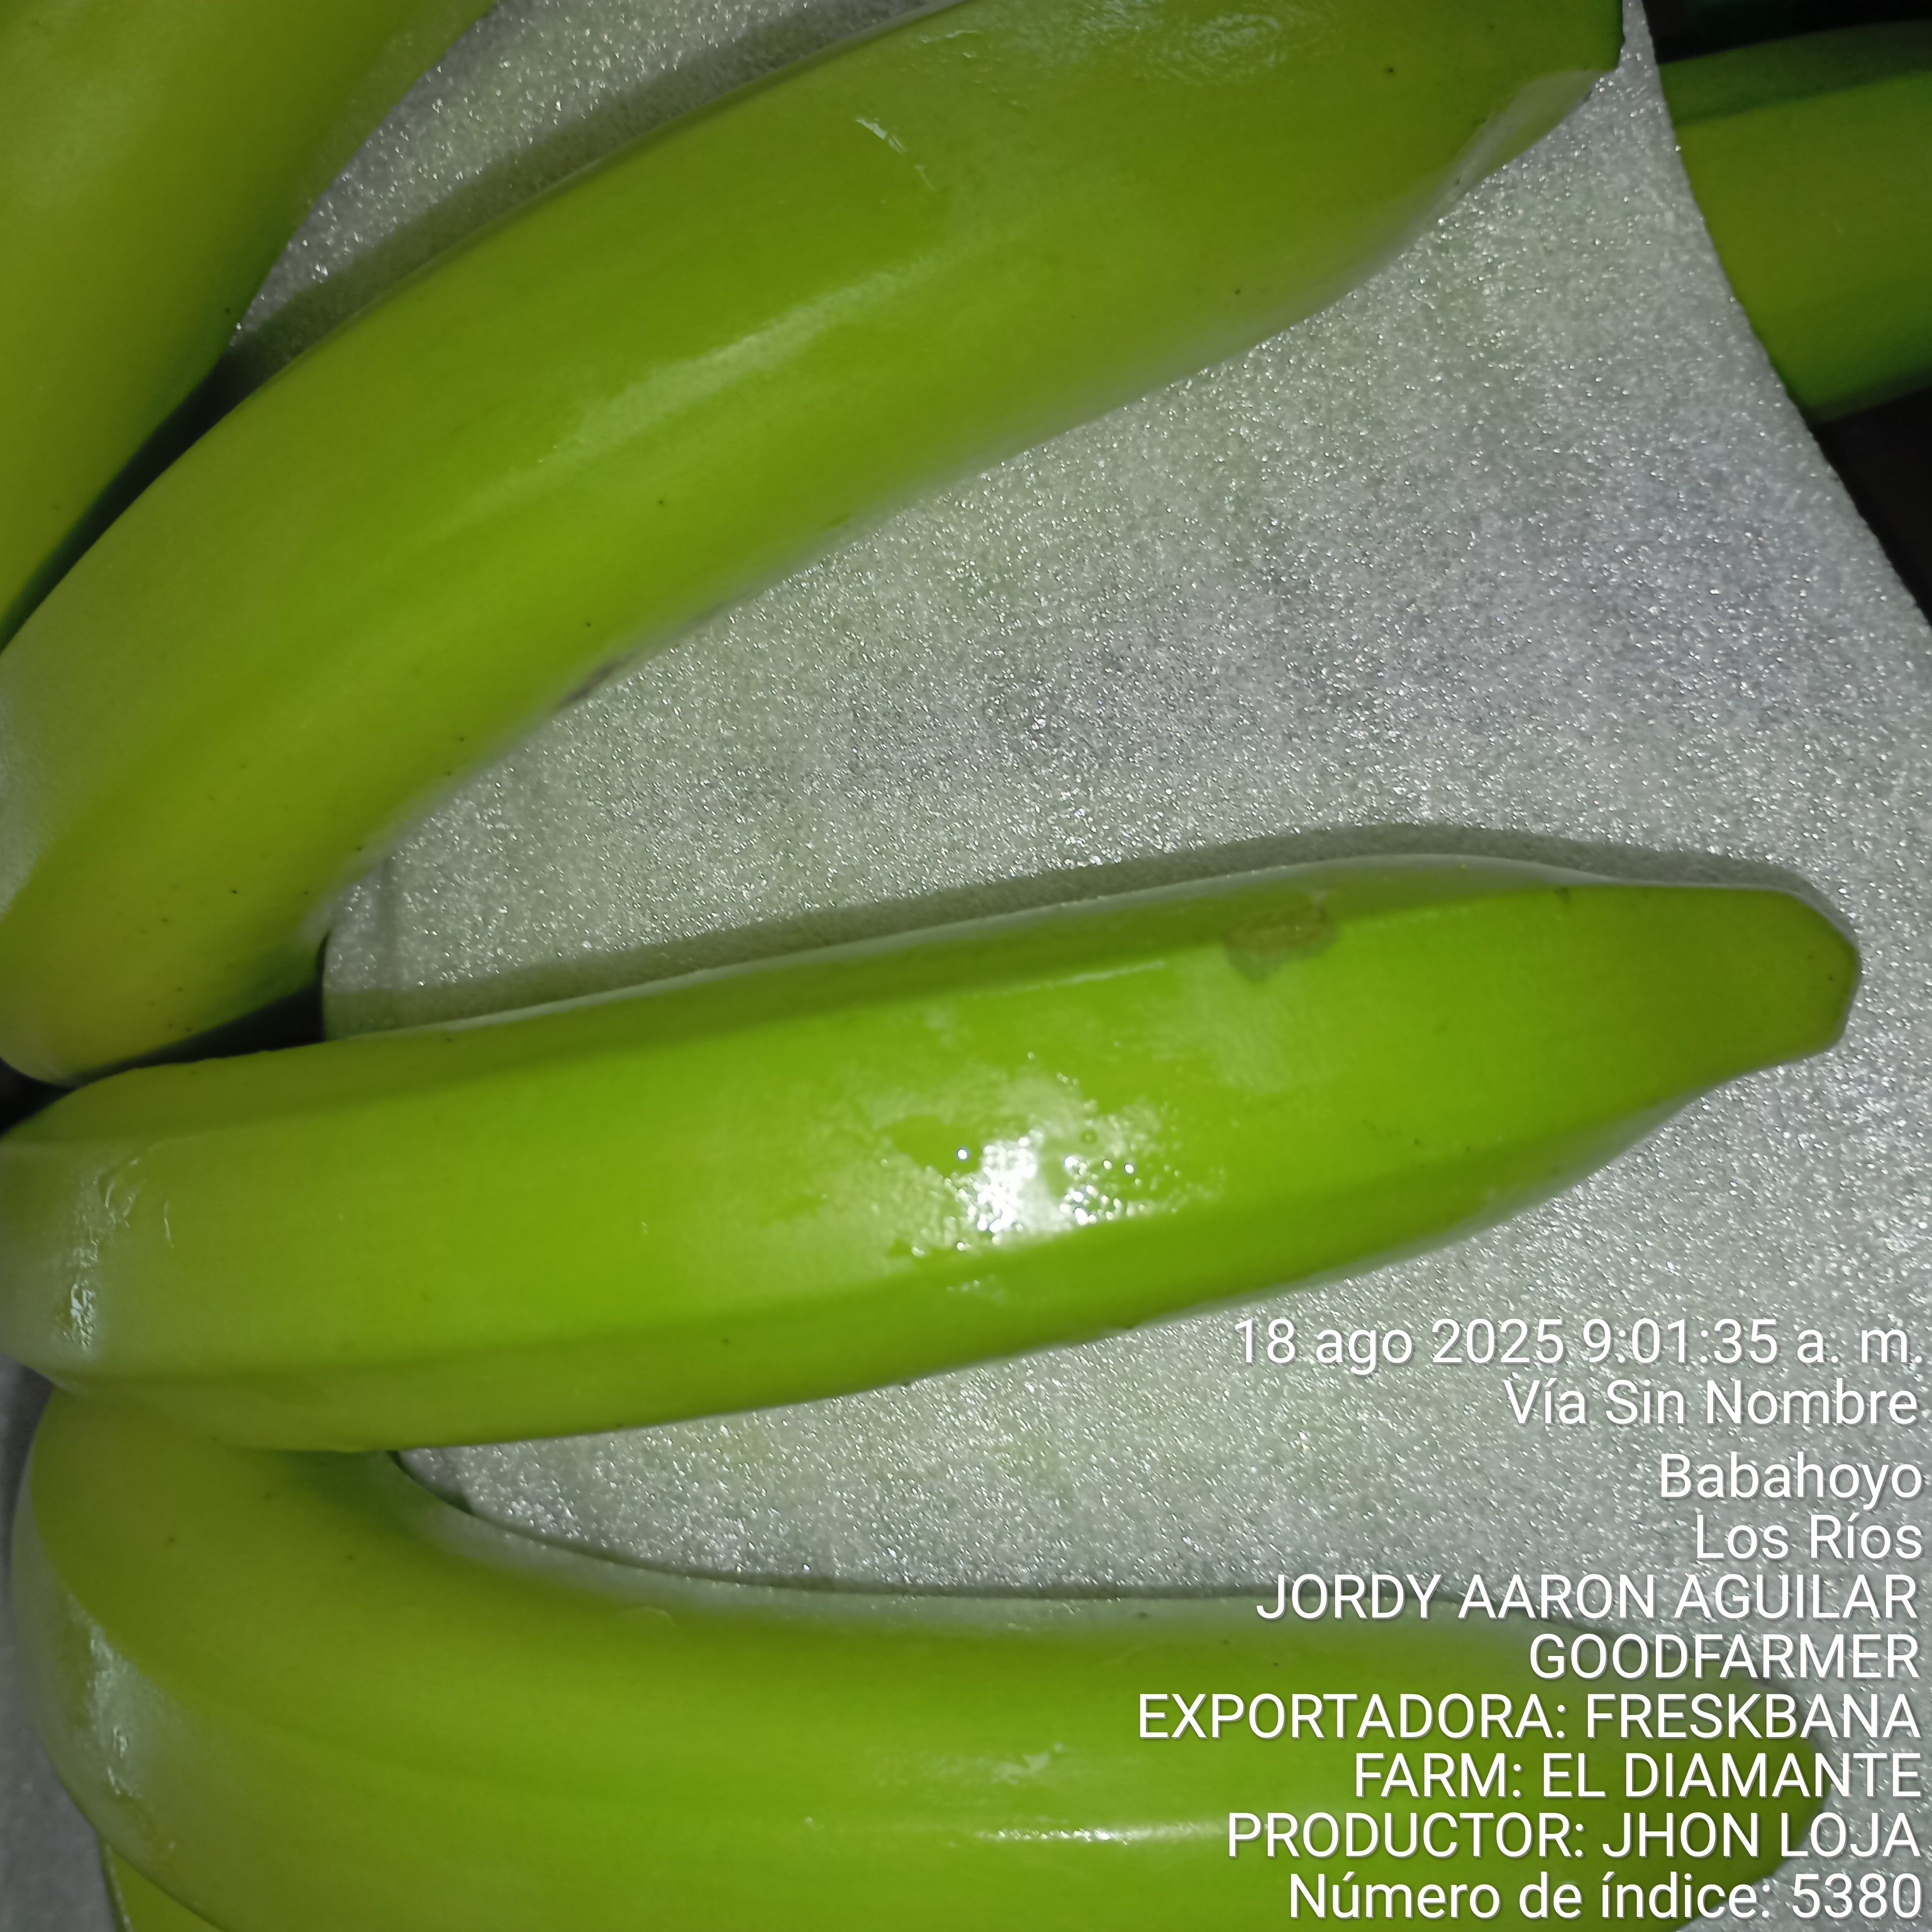 18 ago 2025 9:01:35 a. m.
Vía Sin Nombre
Babahoyo
Los Ríos
JORDY AARON AGUILAR
GOODFARMER
EXPORTADORA: FRESKBANA
FARM: EL DIAMANTE
PRODUCTOR: JHON LOJA
Número de índice: 5380